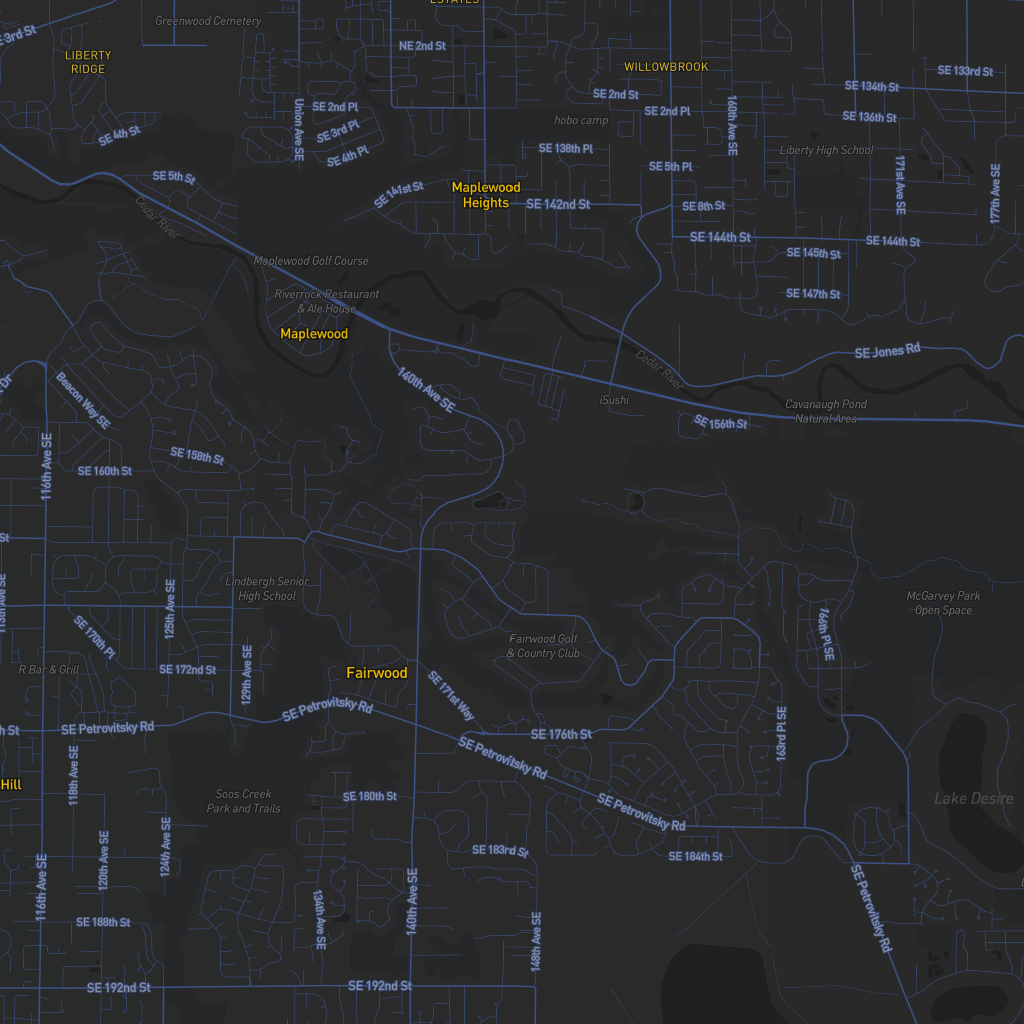 ESTATES
Greenwood Cemetery
E 3rd St
LIBERTY
RIDGE
NE 2nd St
WILLOWBROOK
SE 133rd St
SE 134th St
SE 2nd St
SE 2nd Pl
SE 2nd Pl
Union Ave SE
160th Ave SE
SE 136th St
hobo camp
SE 3rd Pl
SE 4th St
SE 4th Pl
SE 138th Pl
Liberty High School
SE 5th Pl
171st Ave SE
177th Ave SE
SE 5th St
SE 141st St
Maplewood
Heights
SE 142nd St
SE 8th St
Cedar River
SE 144th St
SE 144th St
SE 145th St
Maplewood Golf Course
Riverrock Restaurant
& Ale House
SE 147th St
Maplewood
SE Jones Rd
Cedar River
140th Ave SE
Beacon Way SE
iSushi
Cavanaugh Pond
Natural Area
SE 156th St
116th Ave SE
SE 158th St
SE 160th St
St
Lindbergh Senior
High School
McGarvey Park
Open Space
125th Ave SE
113th Ave SE
SE 170th Pl
166th Pl SE
Fairwood Golf
& Country Club
R Bar & Grill
SE 172nd St
129th Ave SE
Fairwood
SE 171st Way
SE Petrovitsky Rd
SE Petrovitsky Rd
h St
SE 176th St
163rd Pl SE
SE Petrovitsky Rd
118th Ave SE
Hill
Soos Creek
Park and Trails
SE 180th St
SE Petrovitsky Rd
Lake Desire
120th Ave SE
124th Ave SE
SE 183rd St
SE 184th St
116th Ave SE
134th Ave SE
140th Ave SE
148th Ave SE
SE Petrovitsky Rd
SE 188th St
SE 192nd St
SE 192nd St